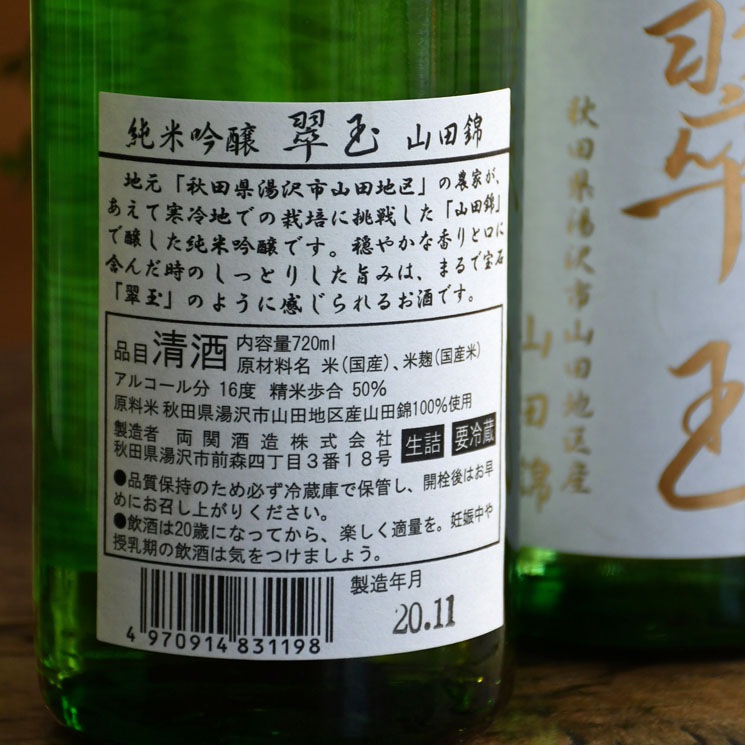 純米吟醸 翠玉 山田錦
地元「秋田県湯沢市山田地区」の農家が、
あえて寒冷地での栽培に挑戦した「山田錦」
で醸した純米吟醸です。穏やかな香りと口に
含んだ時のしっとりした旨みは、まるで宝石
「翠玉」のように感じられるお酒です。
品目 清酒 内容量720ml
原材料名 米(国産)、米麹(国産米)
アルコール分 16度 精米歩合 50%
原料米 秋田県湯沢市山田地区産山田錦100%使用
製造者 両関酒造株式会社
秋田県湯沢市前森四丁目3番18号 生詰 要冷蔵
●品質保持のため必ず冷蔵庫で保管し、開栓後はお早
めにお召し上がりください。
●飲酒は20歳になってから、楽しく適量を。妊娠中や
授乳期の飲酒は気をつけましょう。
製造年月
20.11
4 970914 831198
翠玉
秋田県湯沢市山田地区産
山田錦